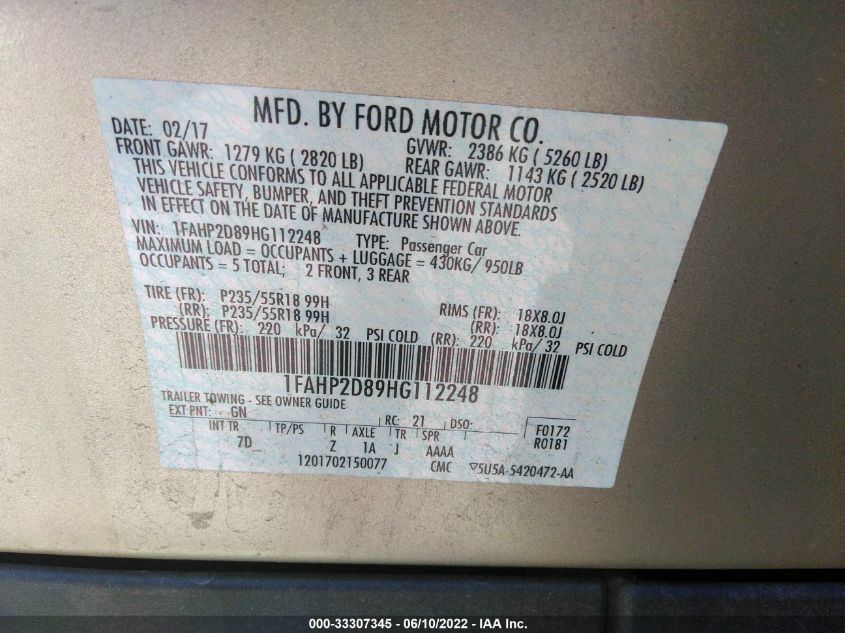 MFD. BY FORD MOTOR CO.
DATE: 02/17 GVWR: 2386 KG ( 5260 LB)
FRONT GAWR: 1279 KG ( 2820 LB) REAR GAWR: 1143 KG ( 2520 LB)
THIS VEHICLE CONFORMS TO ALL APPLICABLE FEDERAL MOTOR
VEHICLE SAFETY, BUMPER, AND THEFT PREVENTION STANDARDS
IN EFFECT ON THE DATE OF MANUFACTURE SHOWN ABOVE.
VIN: 1FAHP2D89HG112248 TYPE: Passenger Car
MAXIMUM LOAD = OCCUPANTS + LUGGAGE = 430KG/ 950LB
OCCUPANTS = 5 TOTAL; 2 FRONT, 3 REAR
TIRE (FR): P235/55R18 99H RIMS (FR): 18X8.0J
(RR): P235/55R18 99H (RR): 18X8.0J
PRESSURE (FR): 220 kPa/ 32 PSI COLD (RR): 220 kPa/ 32 PSI COLD
1FAHP2D89HG112248
TRAILER TOWING - SEE OWNER GUIDE
EXT PNT: GN RC: 21 DSO: F0172
INT TR TP/PS R AXLE TR SPR R0181
7D Z 1A J AAAA
1201702150077 CMC ▽5U5A-5420472-AA
000-33307345 - 06/10/2022 - IAA Inc.